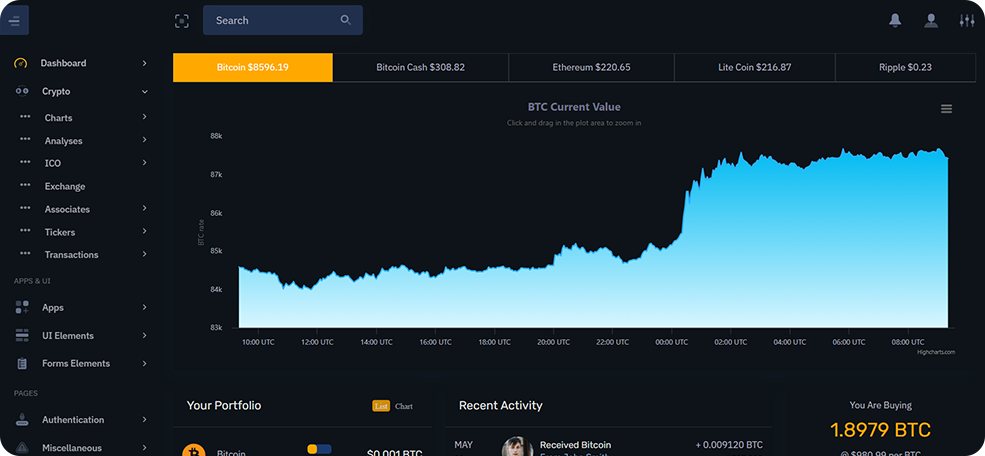 Search
Bitcoin $8596.19
Bitcoin Cash $308.82
Ethereum $220.65
Lite Coin $216.87
Ripple $0.23
Dashboard
Crypto
Charts
Analyses
ICO
Exchange
Associates
Tickers
Transactions
APPS & UI
Apps
UI Elements
Forms Elements
PAGES
Authentication
Miscellaneous
BTC Current Value
Click and drag in the plot area to zoom in
BTC rate
88k
87k
86k
85k
84k
83k
10:00 UTC
12:00 UTC
14:00 UTC
16:00 UTC
18:00 UTC
20:00 UTC
22:00 UTC
00:00 UTC
02:00 UTC
04:00 UTC
06:00 UTC
08:00 UTC
Highcharts.com
Your Portfolio
List
Chart
Bitcoin
$0.001 BTC
Recent Activity
MAY
Received Bitcoin
From John Smith
+ 0.009120 BTC
You Are Buying
1.8979 BTC
@ $980.99 per BTC